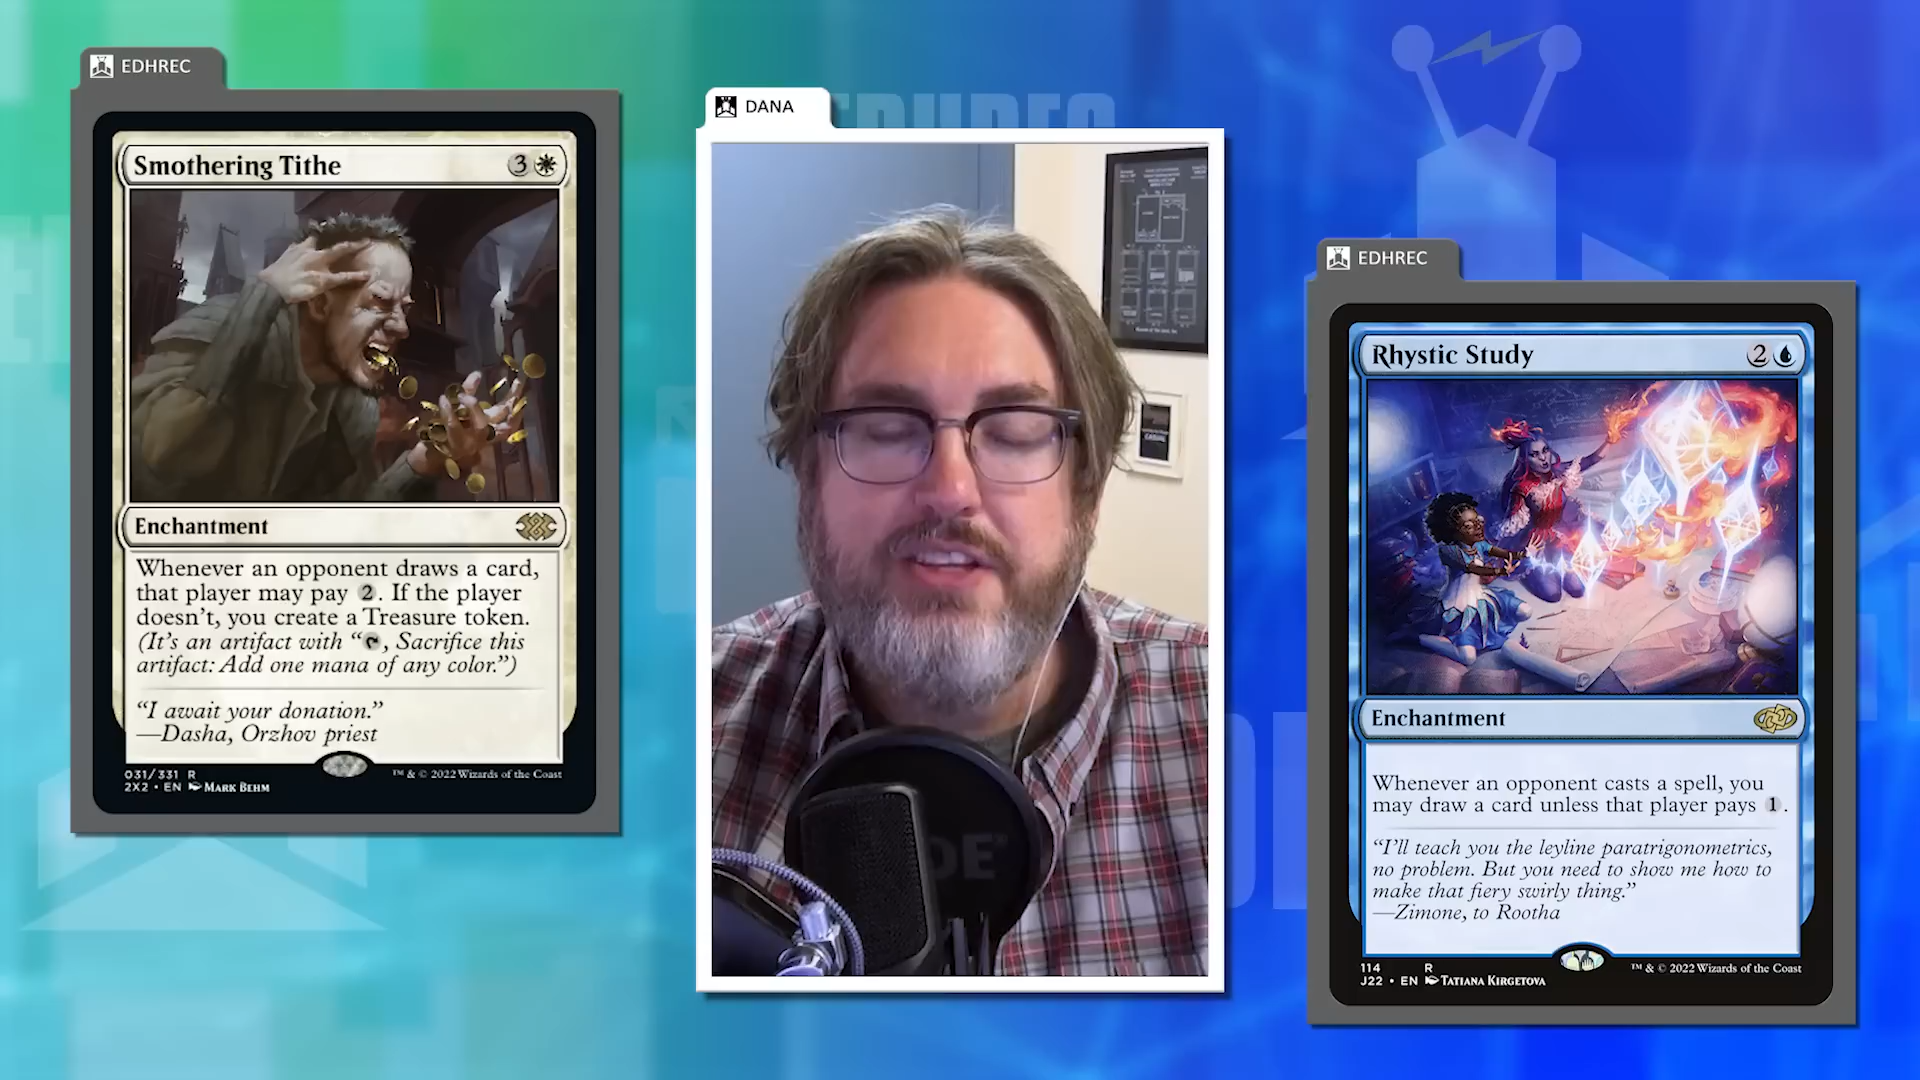 EDHREC
Smothering Tithe 3
Enchantment
Whenever an opponent draws a card,
that player may pay 2. If the player
doesn't, you create a Treasure token.
(It's an artifact with “, Sacrifice this
artifact: Add one mana of any color.”)
“I await your donation.”
—Dasha, Orzhov priest
031/331 R
2X2 • EN MARK BEHM
™ & © 2022 Wizards of the Coast
DANA
EDHREC
EDHREC
Rhystic Study 2
Enchantment
Whenever an opponent casts a spell, you
may draw a card unless that player pays 1.
“I'll teach you the leyline paratrigonometrics,
no problem. But you need to show me how to
make that fiery swirly thing.”
—Zimone, to Rootha
114 R
J22 • EN TATIANA KIRGETOVA
™ & © 2022 Wizards of the Coast